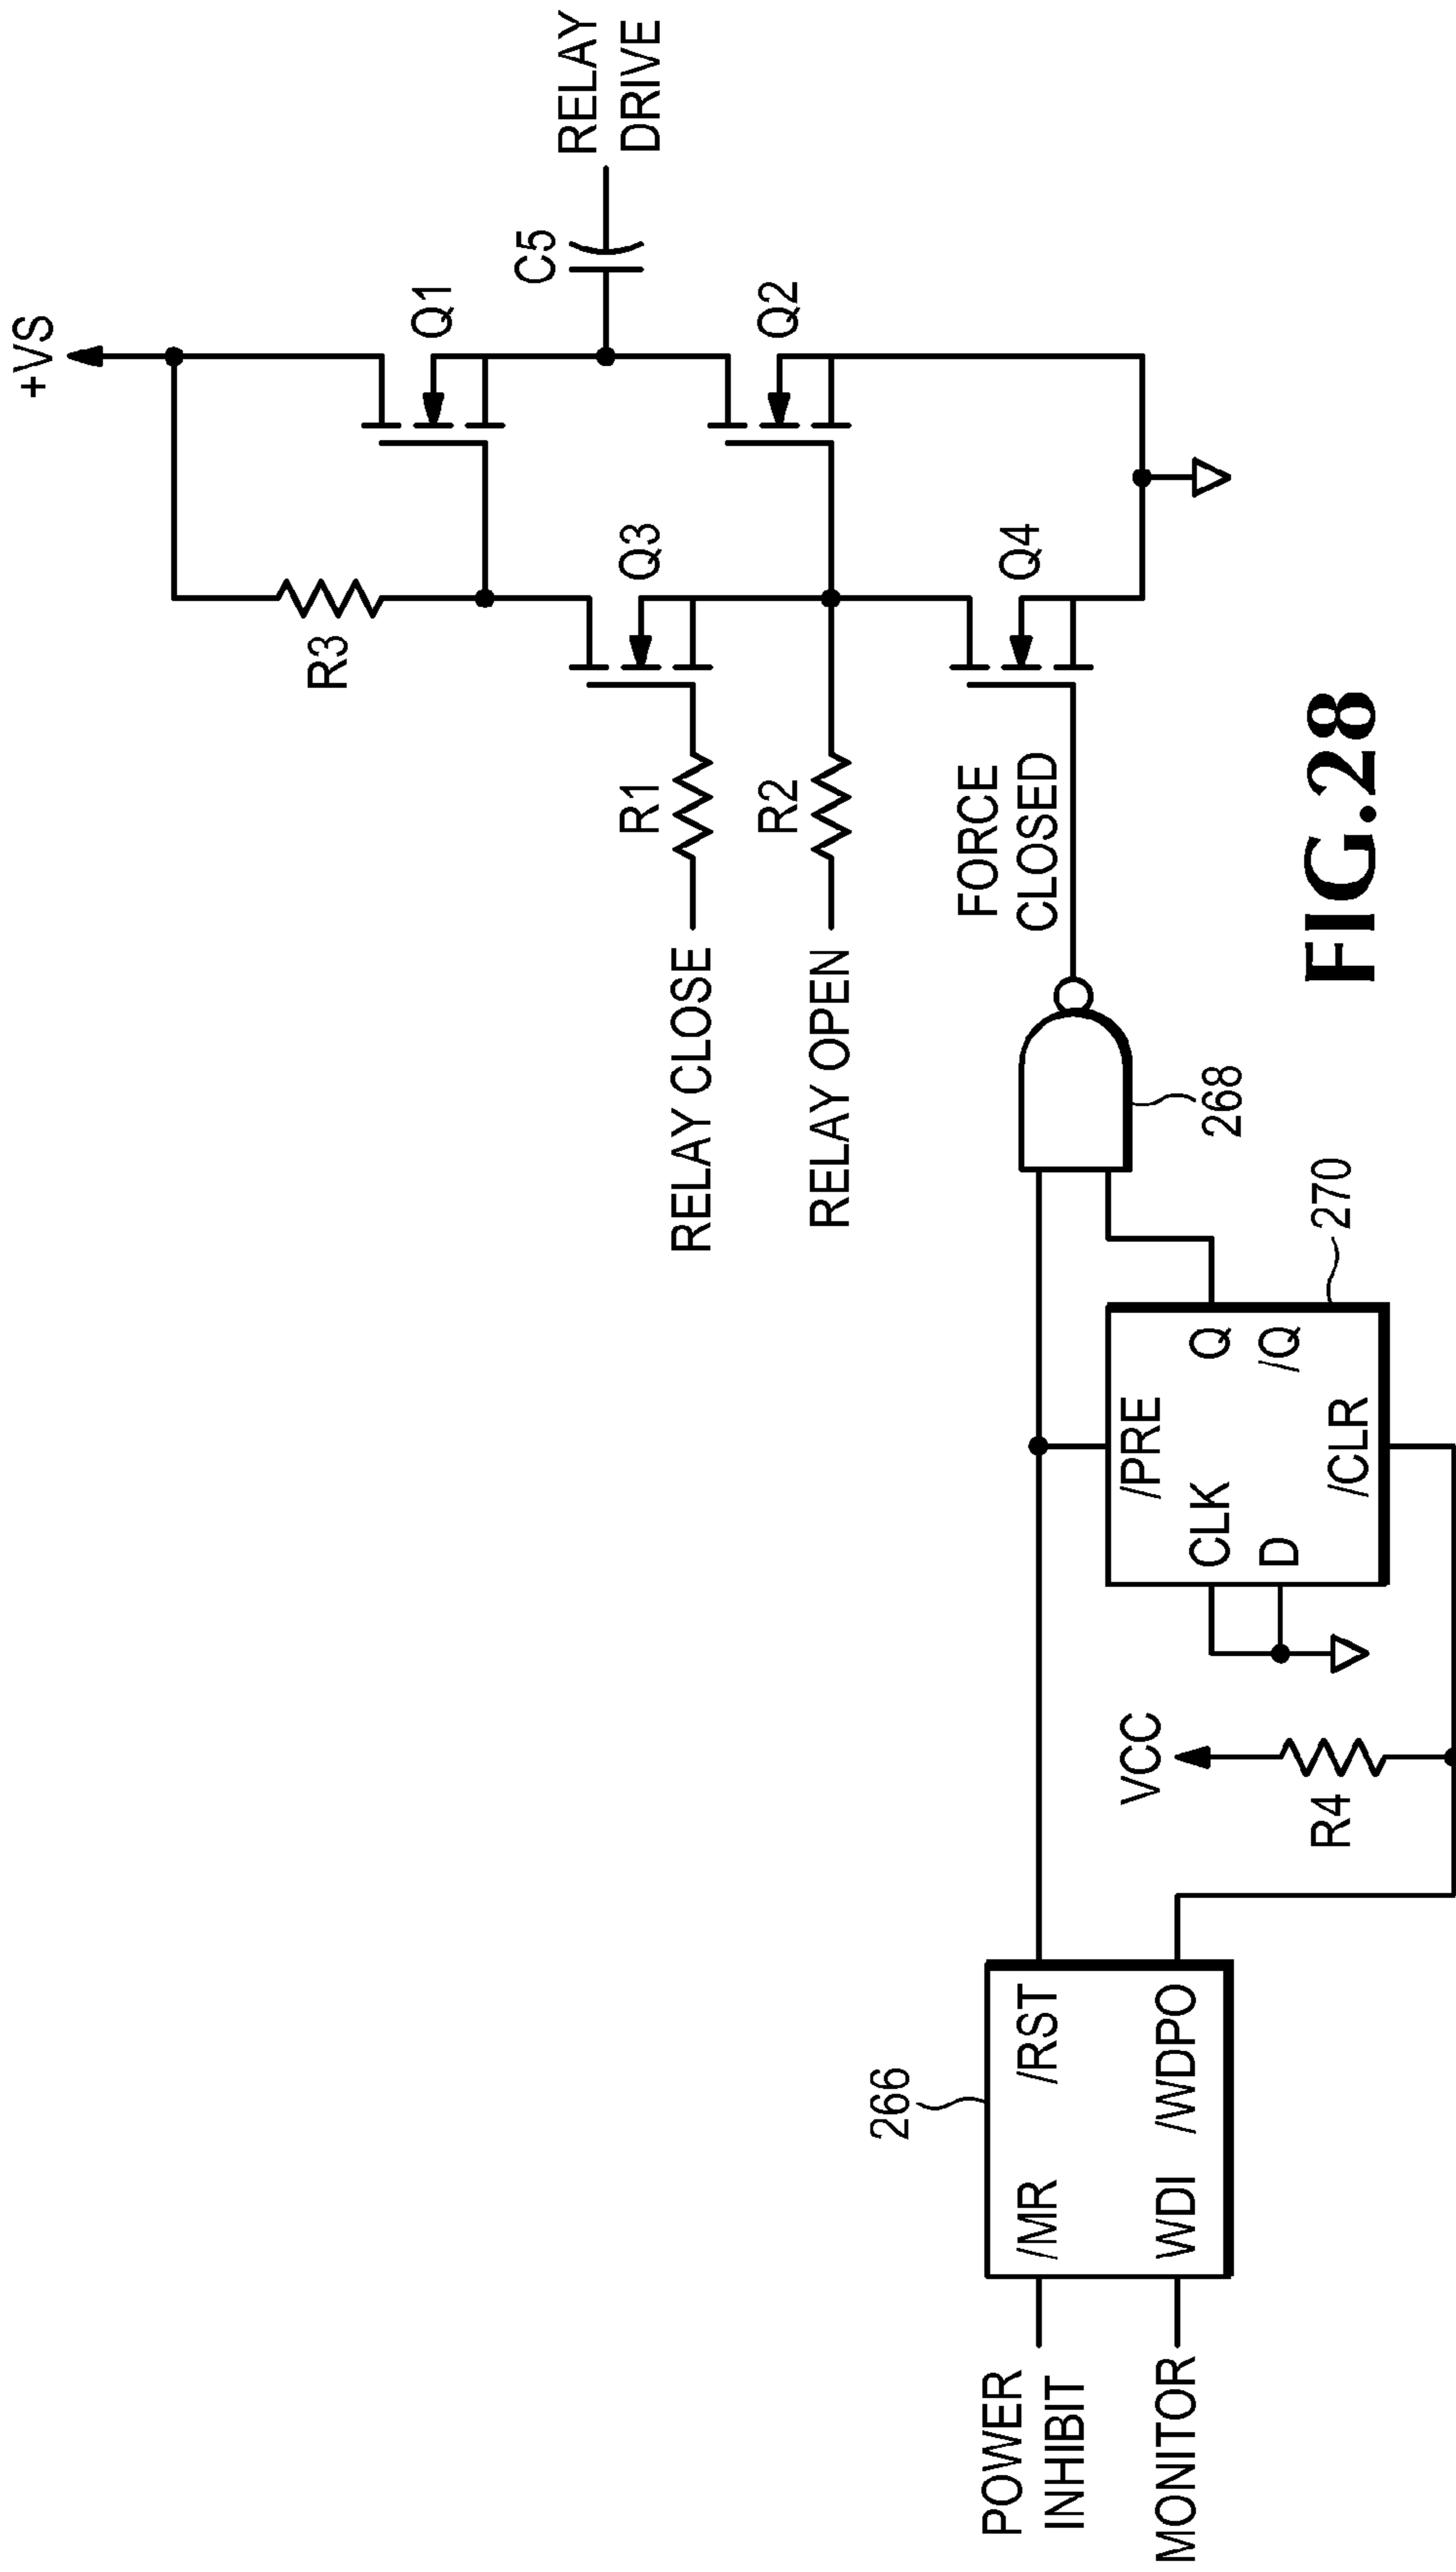 +VS
RELAY
DRIVE
C5
Q1
Q2
R3
Q3
Q4
R1
R2
RELAY CLOSE
RELAY OPEN
FORCE
CLOSED
268
270
/PRE
CLK
Q
D
/Q
/CLR
VCC
R4
266
/MR
/RST
WDI
/WDPO
POWER
INHIBIT
MONITOR
FIG.28